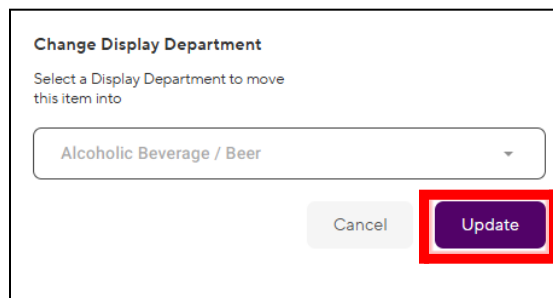 Change Display Department
Select a Display Department to move
this item into
Alcoholic Beverage / Beer
Cancel
Update